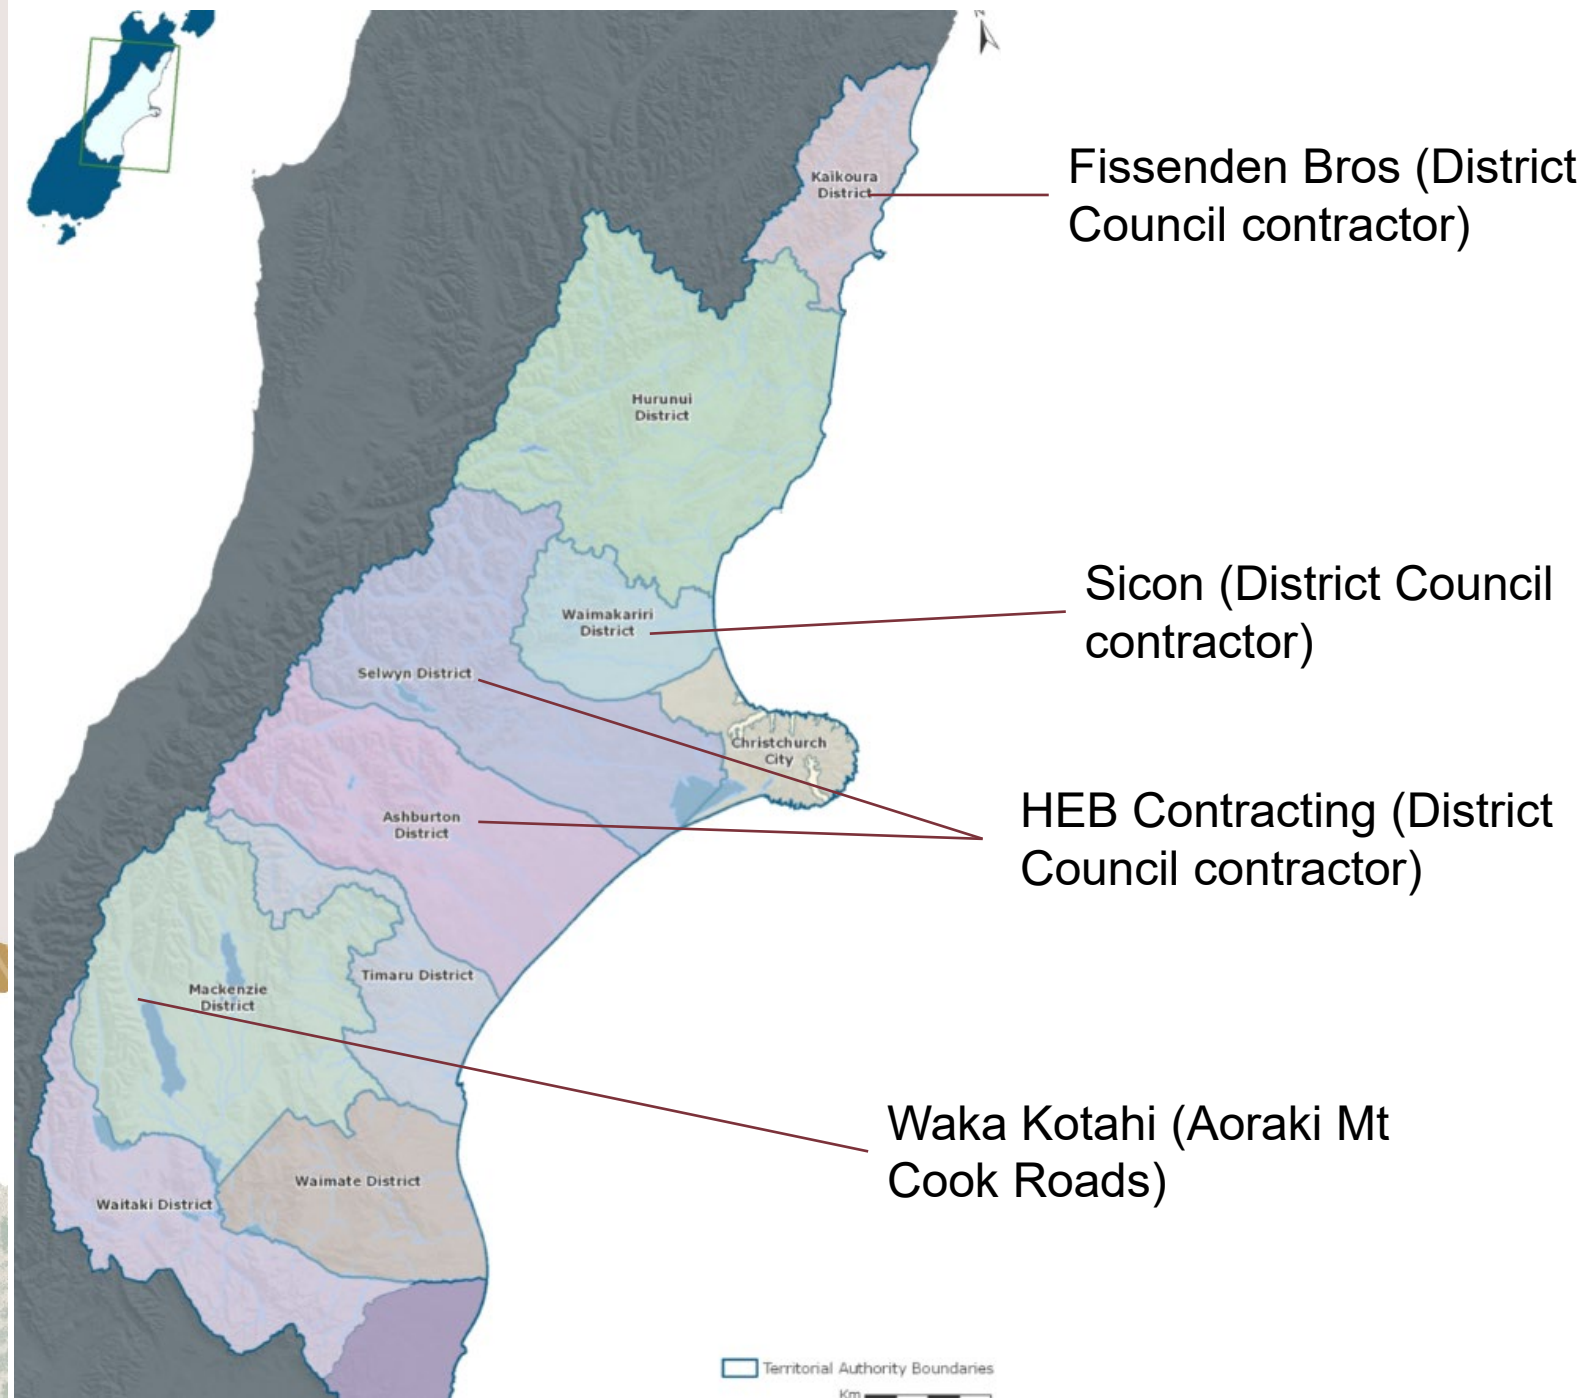 N
Kaikoura
District
Fissenden Bros (District
Council contractor)
Hurunui
District
Waimakariri
District
Sicon (District Council
contractor)
Selwyn District
Christchurch
City
Ashburton
District
HEB Contracting (District
Council contractor)
Timaru District
Mackenzie
District
Waka Kotahi (Aoraki Mt
Cook Roads)
Waimate District
Waitaki District
Territorial Authority Boundaries
Km